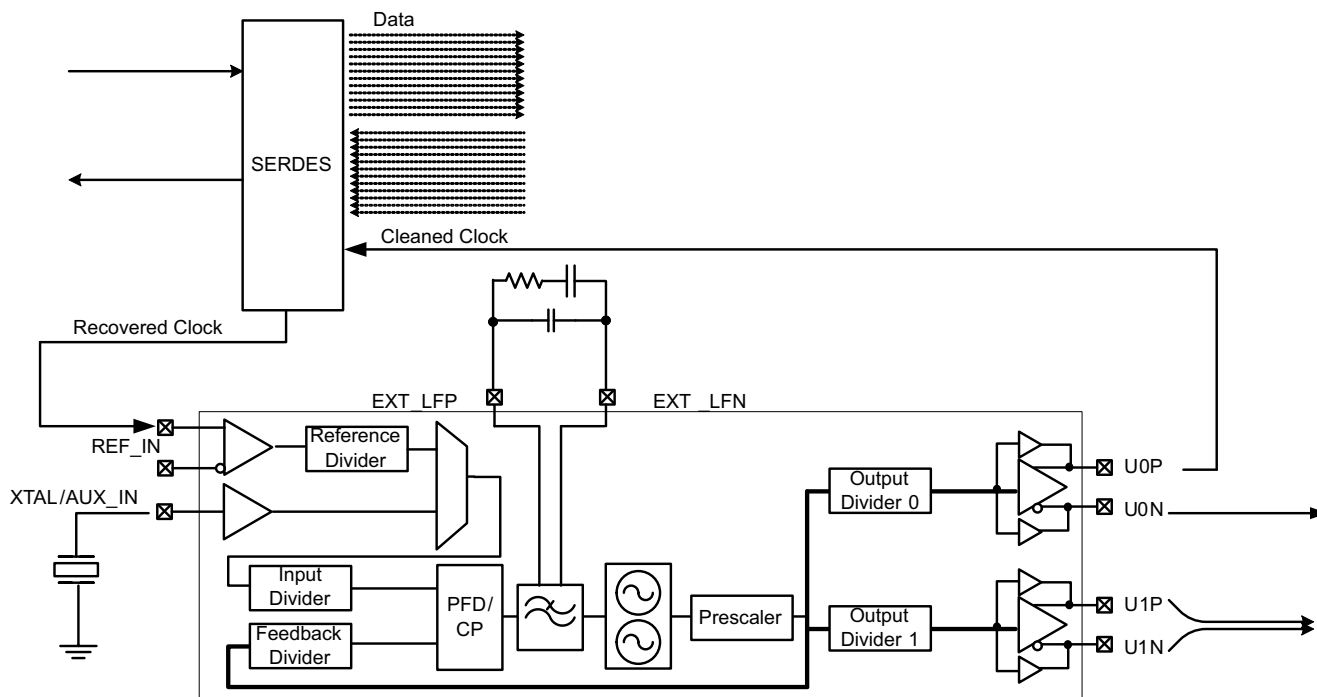 Data
SERDES
Cleaned Clock
Recovered Clock
EXT_LFP
EXT _LFN
REF_IN
Reference
Divider
XTAL/AUX_IN
Output
Divider 0
U0P
U0N
Input
Divider
PFD/
CP
Prescaler
Feedback
Divider
Output
Divider 1
U1P
U1N